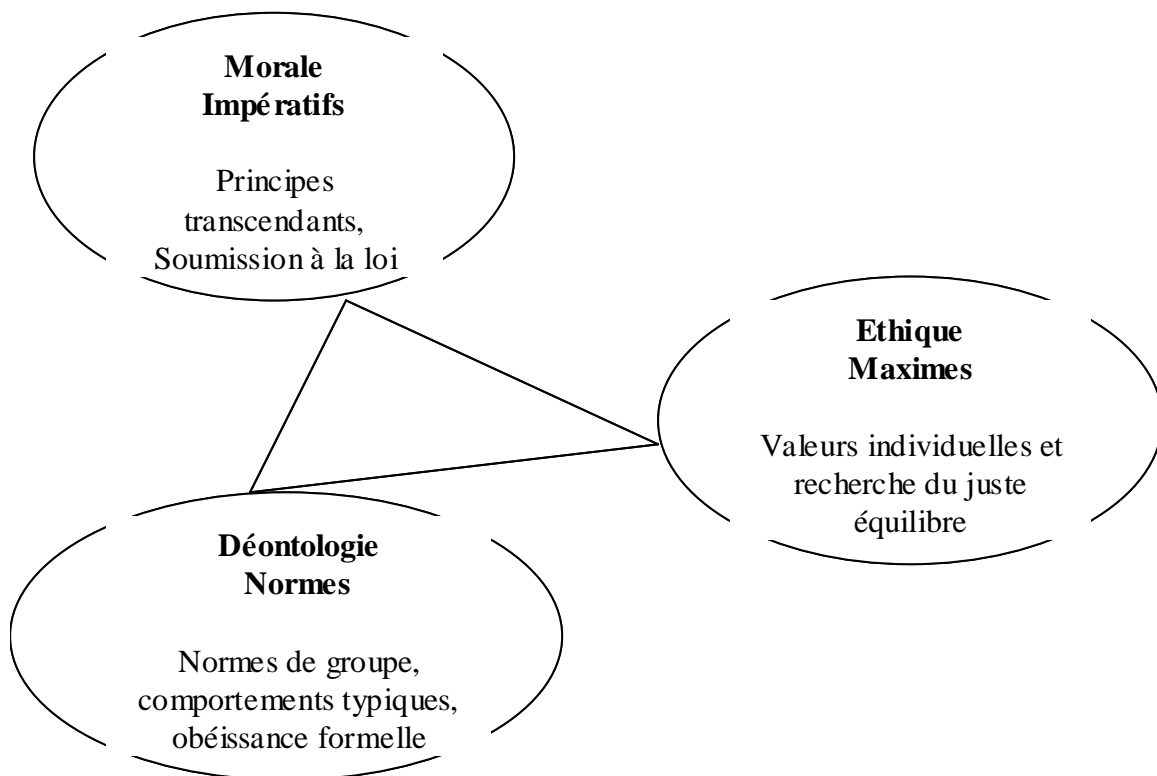 Morale
Impératifs
Principes
transcendants,
Soumission à la loi
Ethique
Maximes
Valeurs individuelles et
recherche du juste
équilibre
Déontologie
Normes
Normes de groupe,
comportements typiques,
obéissance formelle